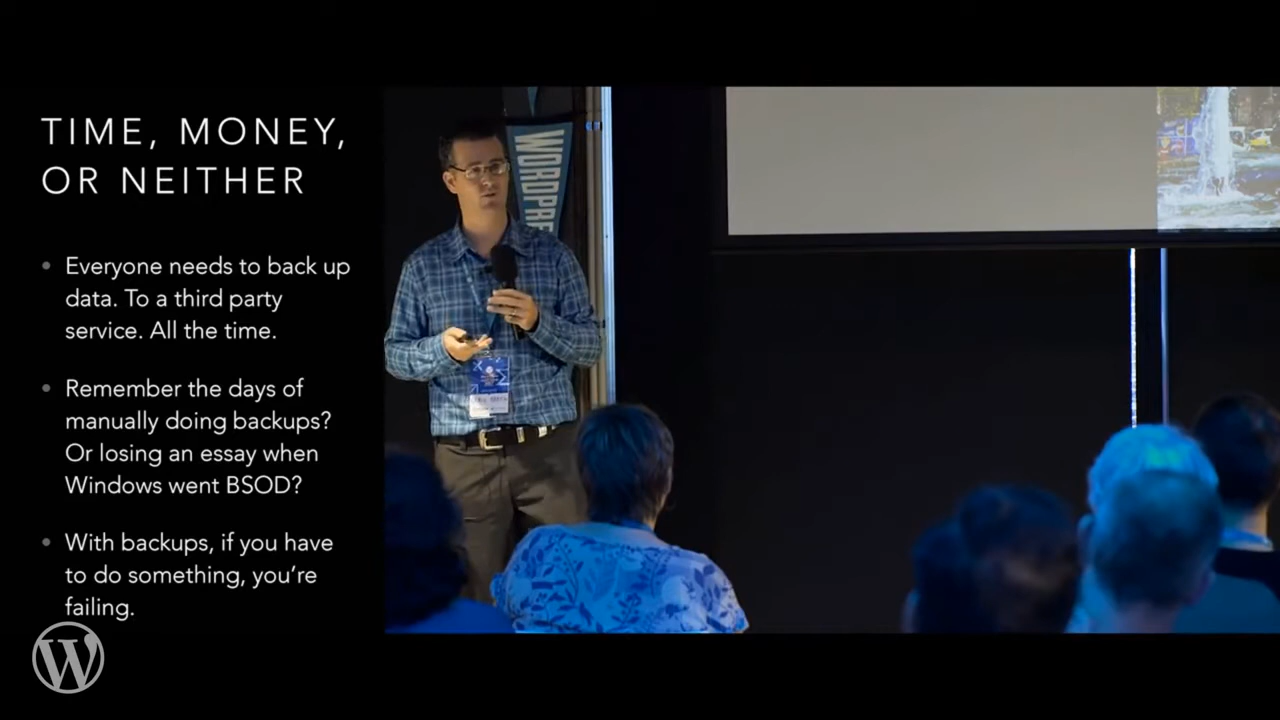 TIME, MONEY,
OR NEITHER
• Everyone needs to back up
data. To a third party
service. All the time.
• Remember the days of
manually doing backups?
Or losing an essay when
Windows went BSOD?
• With backups, if you have
to do something, you're
failing.
WORDPRE